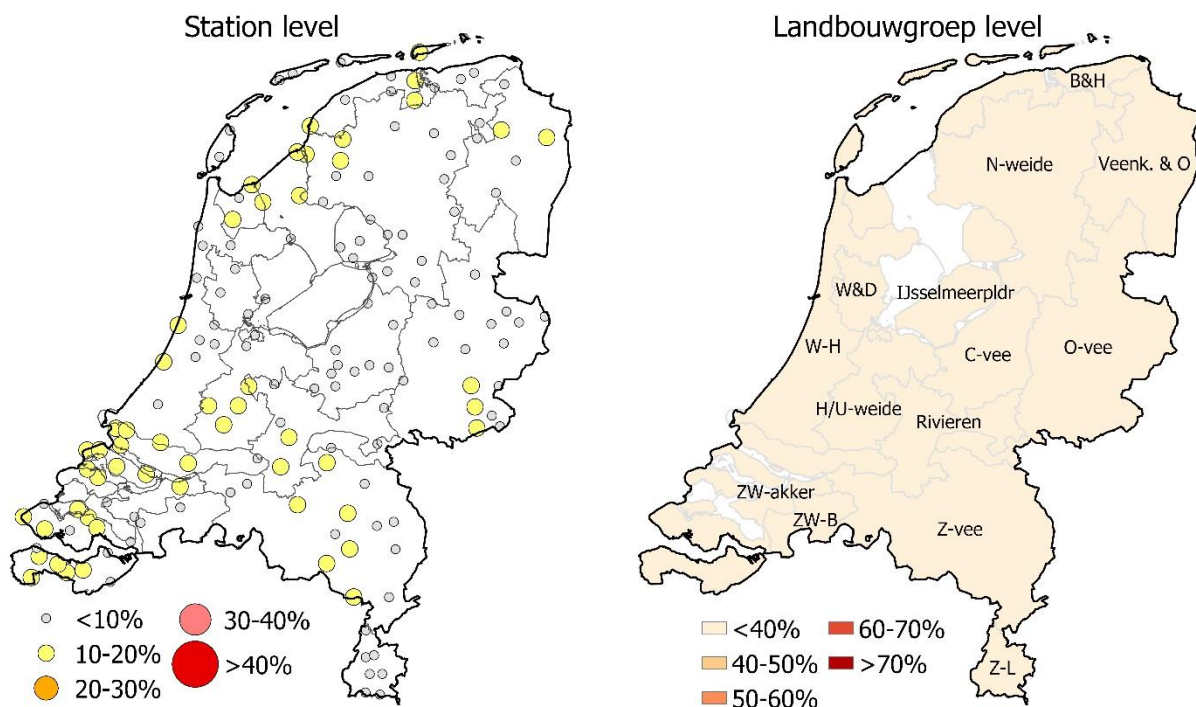 Station level
<10%
10-20%
20-30%
30-40%
>40%
Landbouwgroep level
B&H
N-weide
Veenk. & O
W&D
IJsselmeerpldr
W-H
C-vee
O-vee
H/U-weide
Rivieren
ZW-akker
ZW-B
Z-vee
Z-L
<40%
40-50%
50-60%
60-70%
>70%